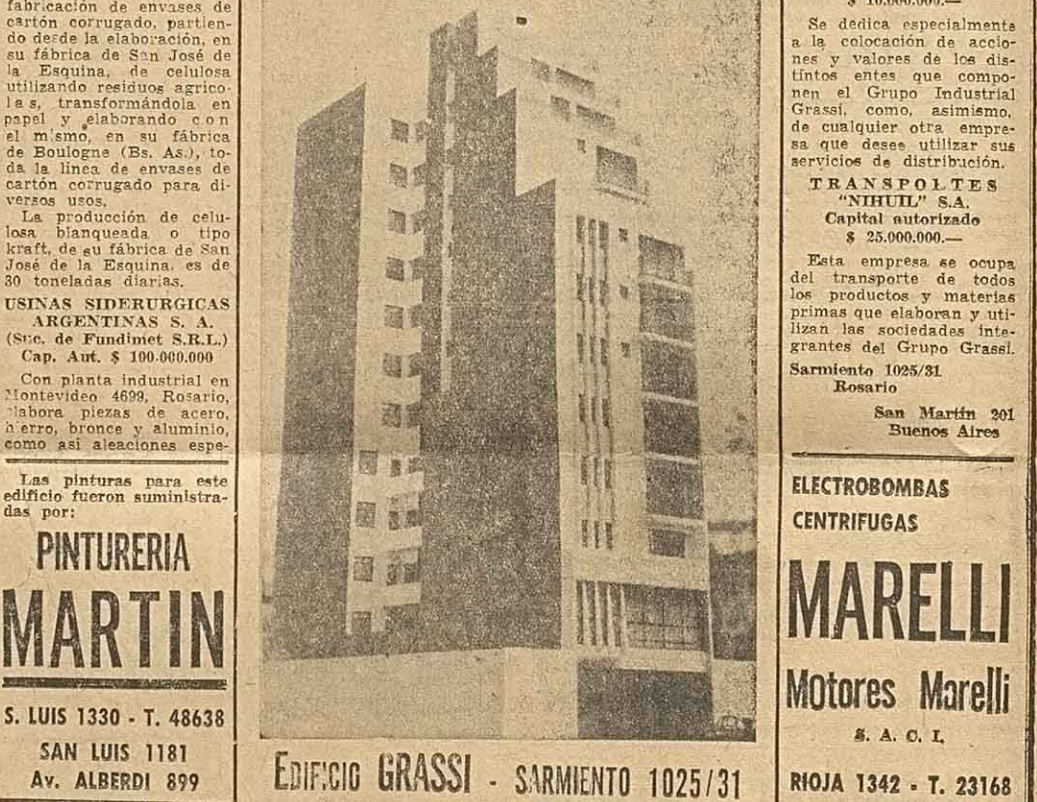 fabricación de envases de
cartón corrugado, partien-
do desde la elaboración, en
su fábrica de San José de
la Esquina, de celulosa
utilizando residuos agrico-
las, transformándola en
papel y elaborando con
el mismo, en su fábrica
de Boulogne (Bs. As.), to-
da la línea de envases de
cartón corrugado para di-
versos usos.
La producción de celu-
losa blanqueada o tipo
kraft, de su fábrica de San
José de la Esquina, es de
30 toneladas diarias.
USINAS SIDERURGICAS
ARGENTINAS S. A.
(Suc. de Fundimet S.R.L.)
Cap. Aut. $ 100.000.000
Con planta industrial en
Montevideo 4699, Rosario,
elabora piezas de acero,
hierro, bronce y aluminio,
como asi aleaciones espe-
Las pinturas para este
edificio fueron suministra-
das por:
PINTURERIA
MARTIN
S. LUIS 1330 - T. 48638
SAN LUIS 1181
Av. ALBERDI 899
EDIFICIO GRASSI - SARMIENTO 1025/31
$ 10.000.000.—
Se dedica especialmente
a la colocación de accio-
nes y valores de los dis-
tintos entes que compo-
nen el Grupo Industrial
Grassi, como, asimismo,
de cualquier otra empre-
sa que desee utilizar sus
servicios de distribución.
TRANSPOLTES
"NIHUIL" S.A.
Capital autorizado
$ 25.000.000.—
Esta empresa se ocupa
del transporte de todos
los productos y materias
primas que elaboran y uti-
lizan las sociedades inte-
grantes del Grupo Grassi.
Sarmiento 1025/31
Rosario
San Martín 201
Buenos Aires
ELECTROBOMBAS
CENTRIFUGAS
MARELLI
Motores Marelli
S. A. C. I.
RIOJA 1342 - T. 23168